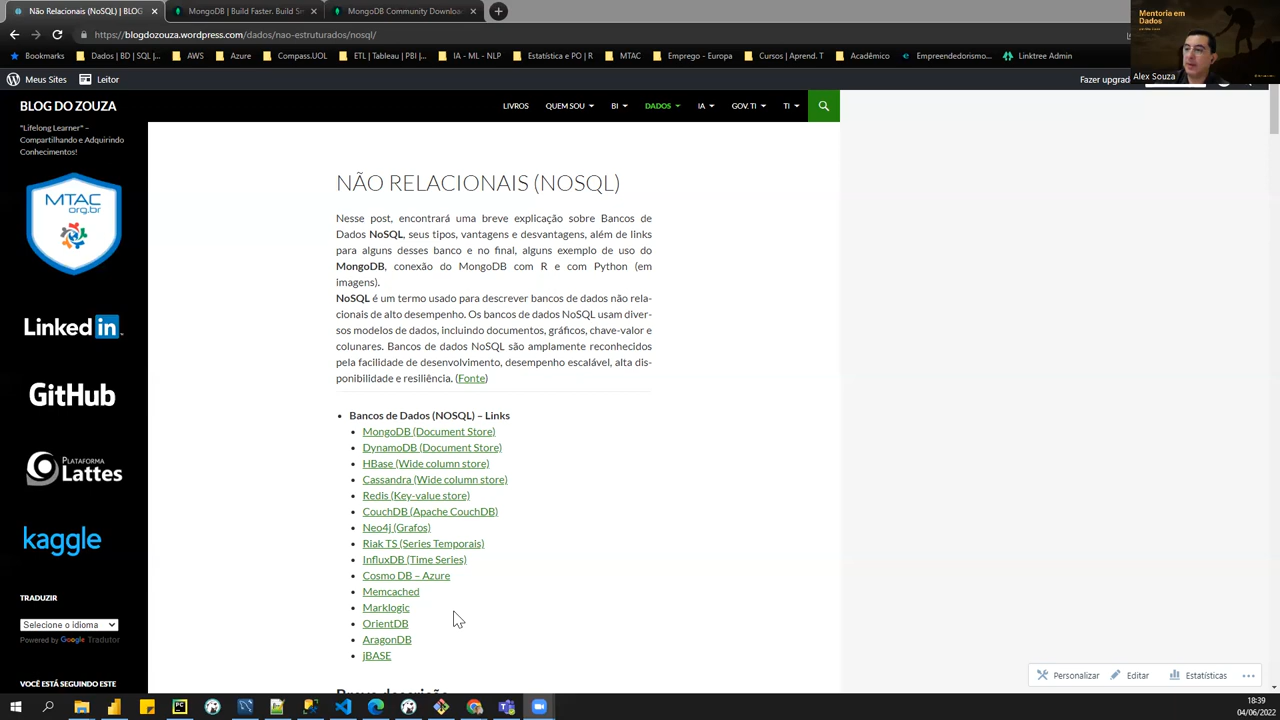 Não Relacionais (NoSQL) | BLOG
MongoDB | Build Faster. Build Sm
MongoDB Community Downloa
https://blogdozouza.wordpress.com/dados/nao-estruturados/nosql/
Bookmarks
Dados | BD | SQL |...
AWS
Azure
Compass.UOL
ETL | Tableau | PBI | Int...
IA - ML - NLP
Estatística e PO | R
MTAC
Emprego - Europa
Cursos | Aprend. T
Acadêmico
Empreendedorismo...
Linktree Admin
Mentoria em
Dados
Alex Souza
Meus Sites
Leitor
Fazer upgrade
BLOG DO ZOUZA
LIVROS
QUEM SOU
BI
DADOS
IA
GOV. TI
TI
"Lifelong Learner" –
Compartilhando e Adquirindo
Conhecimentos!
MTAC
org.br
LinkedIn
GitHub
PLATAFORMA
Lattes
kaggle
TRADUZIR
Selecione o idioma
Powered by Google Tradutor
VOCÊ ESTÁ SEGUINDO ESTE
NÃO RELACIONAIS (NOSQL)
Nesse post, encontrará uma breve explicação sobre Bancos de
Dados NoSQL, seus tipos, vantagens e desvantagens, além de links
para alguns desses banco e no final, alguns exemplo de uso do
MongoDB, conexão do MongoDB com R e com Python (em
imagens).
NoSQL é um termo usado para descrever bancos de dados não rela-
cionais de alto desempenho. Os bancos de dados NoSQL usam diver-
sos modelos de dados, incluindo documentos, gráficos, chave-valor e
colunares. Bancos de dados NoSQL são amplamente reconhecidos
pela facilidade de desenvolvimento, desempenho escalável, alta dis-
ponibilidade e resiliência. (Fonte)
Bancos de Dados (NOSQL) – Links
MongoDB (Document Store)
DynamoDB (Document Store)
HBase (Wide column store)
Cassandra (Wide column store)
Redis (Key-value store)
CouchDB (Apache CouchDB)
Neo4j (Grafos)
Riak TS (Series Temporais)
InfluxDB (Time Series)
Cosmo DB – Azure
Memcached
Marklogic
OrientDB
AragonDB
jBASE
Breve descrição
Personalizar
Editar
Estatísticas
18:39
04/06/2022